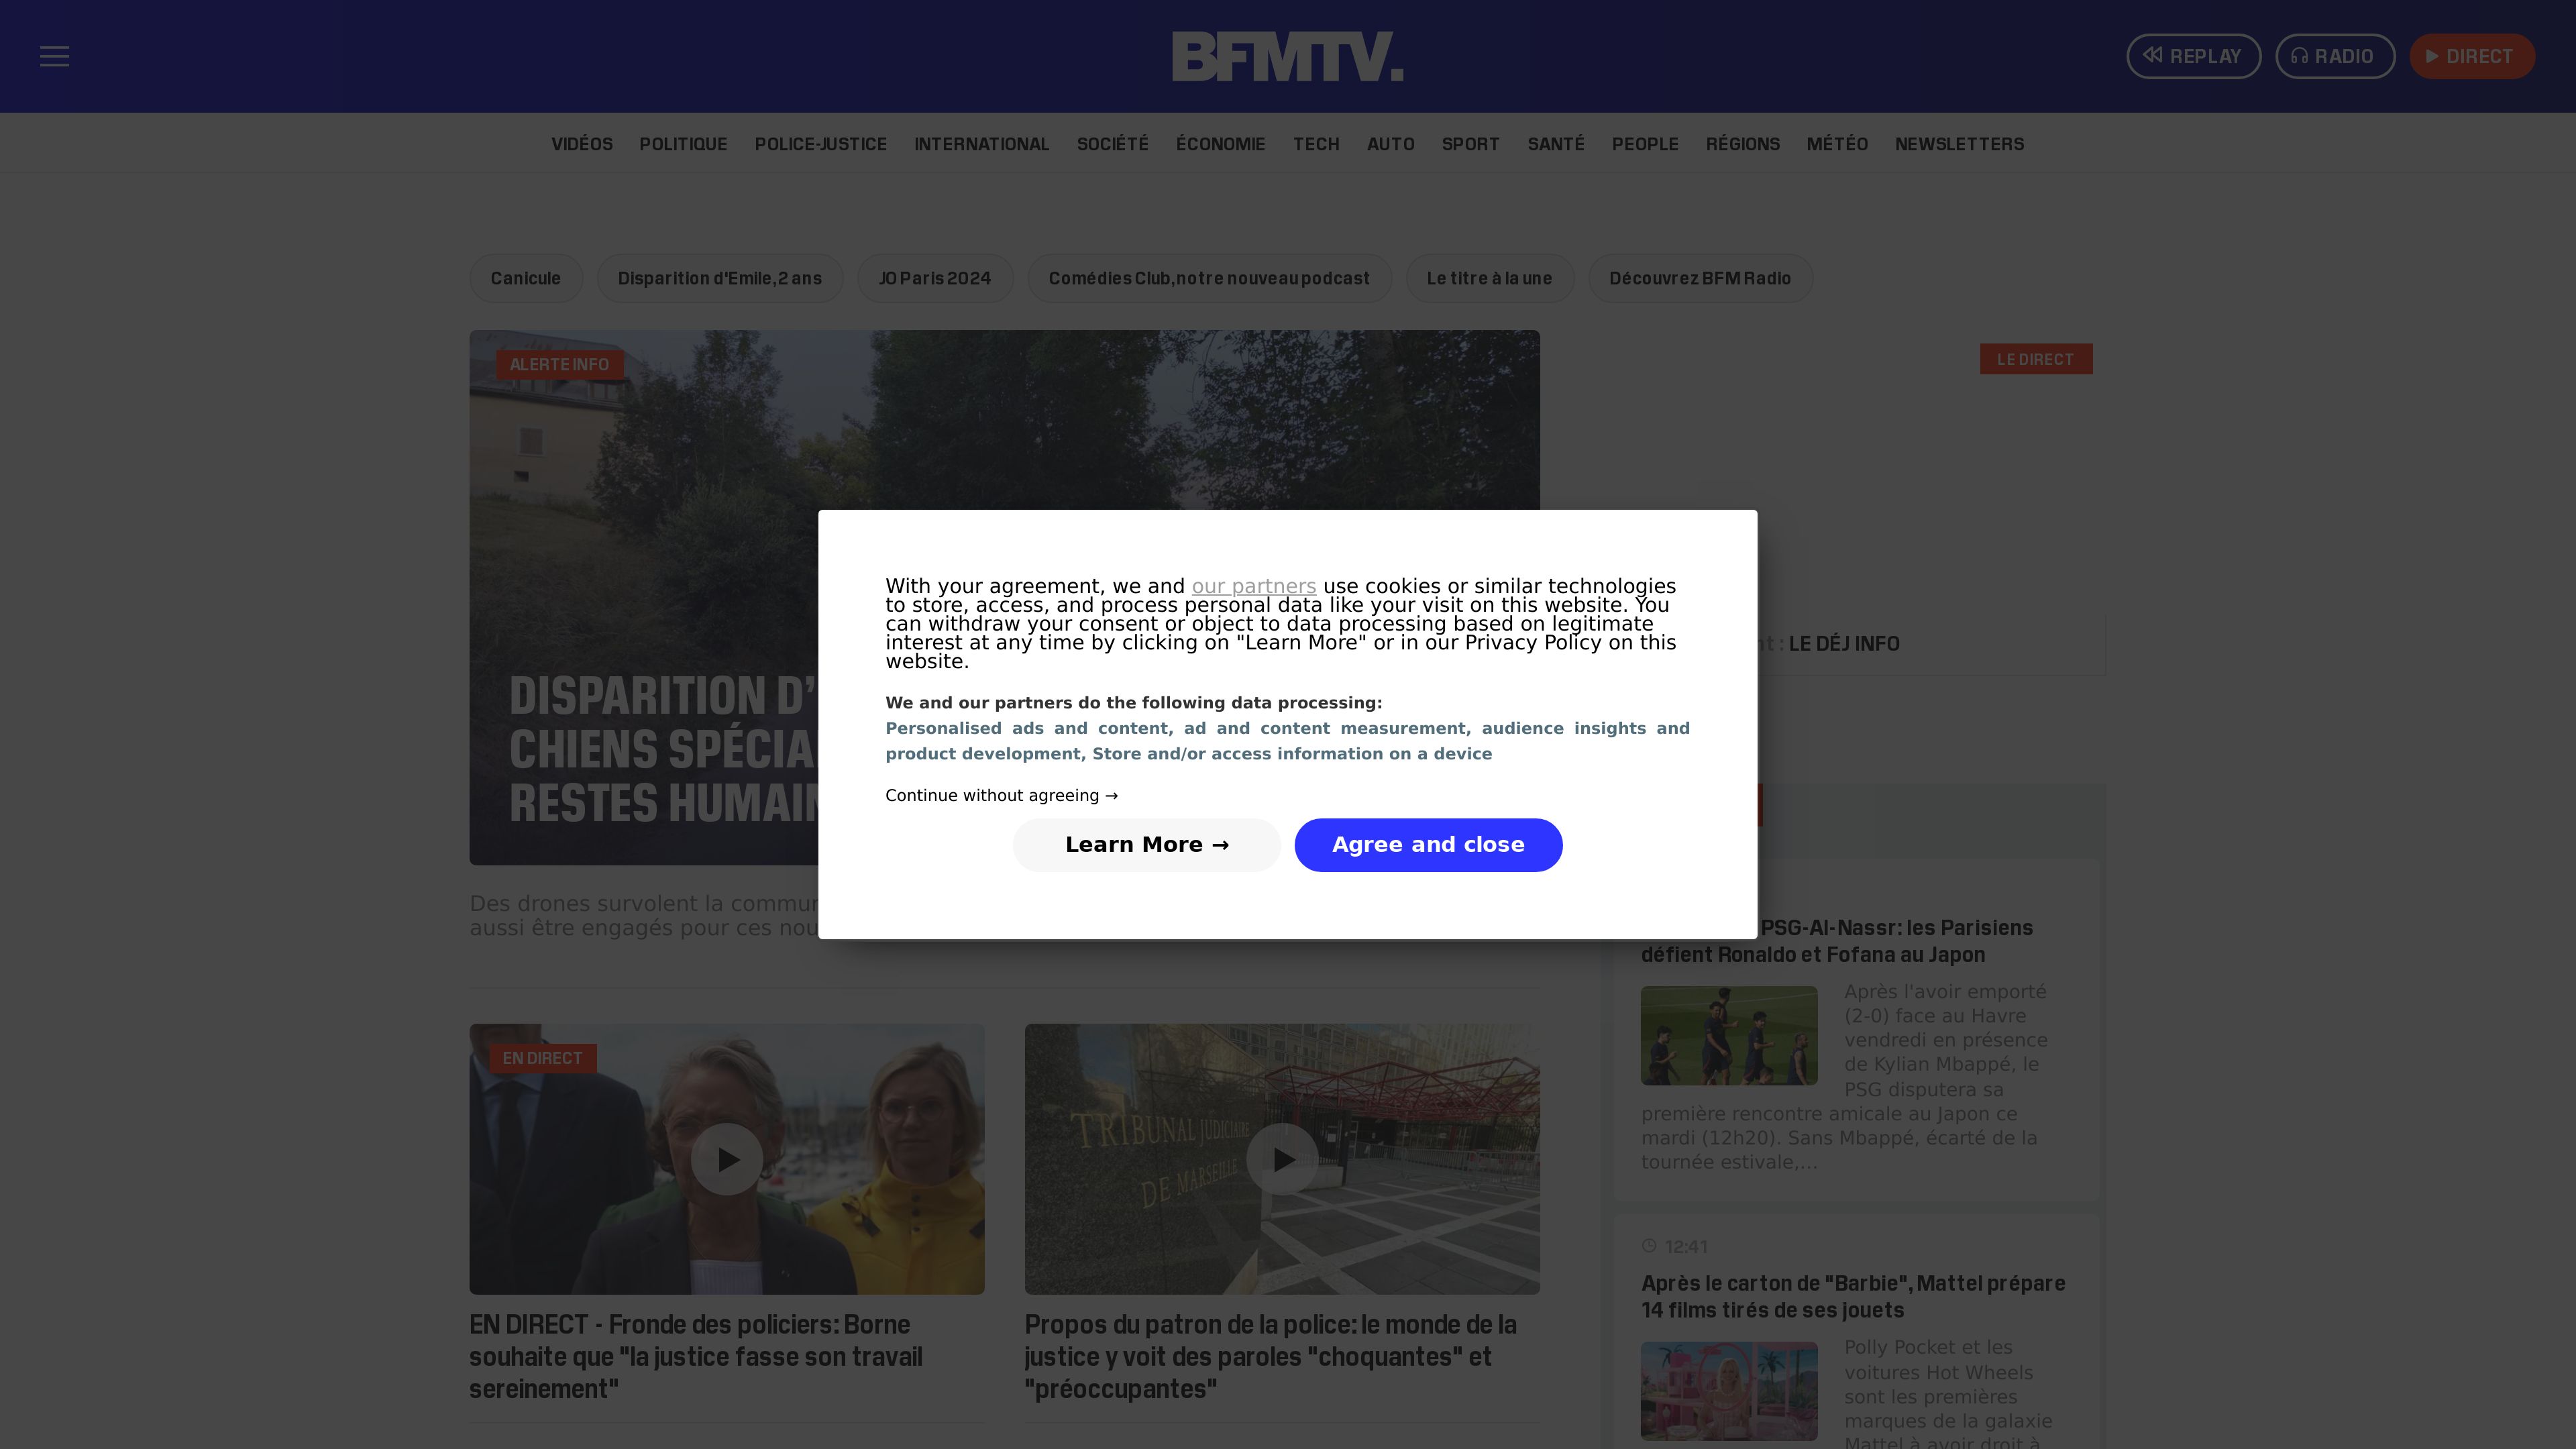 BFMTV.
REPLAY
RADIO
DIRECT
VIDÉOS POLITIQUE POLICE-JUSTICE INTERNATIONAL SOCIÉTÉ ÉCONOMIE TECH AUTO SPORT SANTÉ PEOPLE RÉGIONS MÉTÉO NEWSLETTERS
Canicule
Disparition d'Emile, 2 ans
JO Paris 2024
Comédies Club, notre nouveau podcast
Le titre à la une
Découvrez BFM Radio
ALERTE INFO
DISPARITION D'
CHIENS SPÉCIA
RESTES HUMAIN
Des drones survolent la commun
aussi être engagés pour ces nou
LE DIRECT
nt : LE DÉJ INFO
With your agreement, we and our partners use cookies or similar technologies
to store, access, and process personal data like your visit on this website. You
can withdraw your consent or object to data processing based on legitimate
interest at any time by clicking on "Learn More" or in our Privacy Policy on this
website.
We and our partners do the following data processing:
Personalised ads and content, ad and content measurement, audience insights and
product development, Store and/or access information on a device
Continue without agreeing →
Learn More →
Agree and close
EN DIRECT
EN DIRECT - Fronde des policiers: Borne
souhaite que "la justice fasse son travail
sereinement"
TRIBUNAL JUDICIAIRE
DE MARSEILLE
Propos du patron de la police: le monde de la
justice y voit des paroles "choquantes" et
"préoccupantes"
PSG-Al-Nassr: les Parisiens
défient Ronaldo et Fofana au Japon
Après l'avoir emporté
(2-0) face au Havre
vendredi en présence
de Kylian Mbappé, le
PSG disputera sa
première rencontre amicale au Japon ce
mardi (12h20). Sans Mbappé, écarté de la
tournée estivale,...
12:41
Après le carton de "Barbie", Mattel prépare
14 films tirés de ses jouets
Polly Pocket et les
voitures Hot Wheels
sont les premières
marques de la galaxie
Mattel à avoir droit à